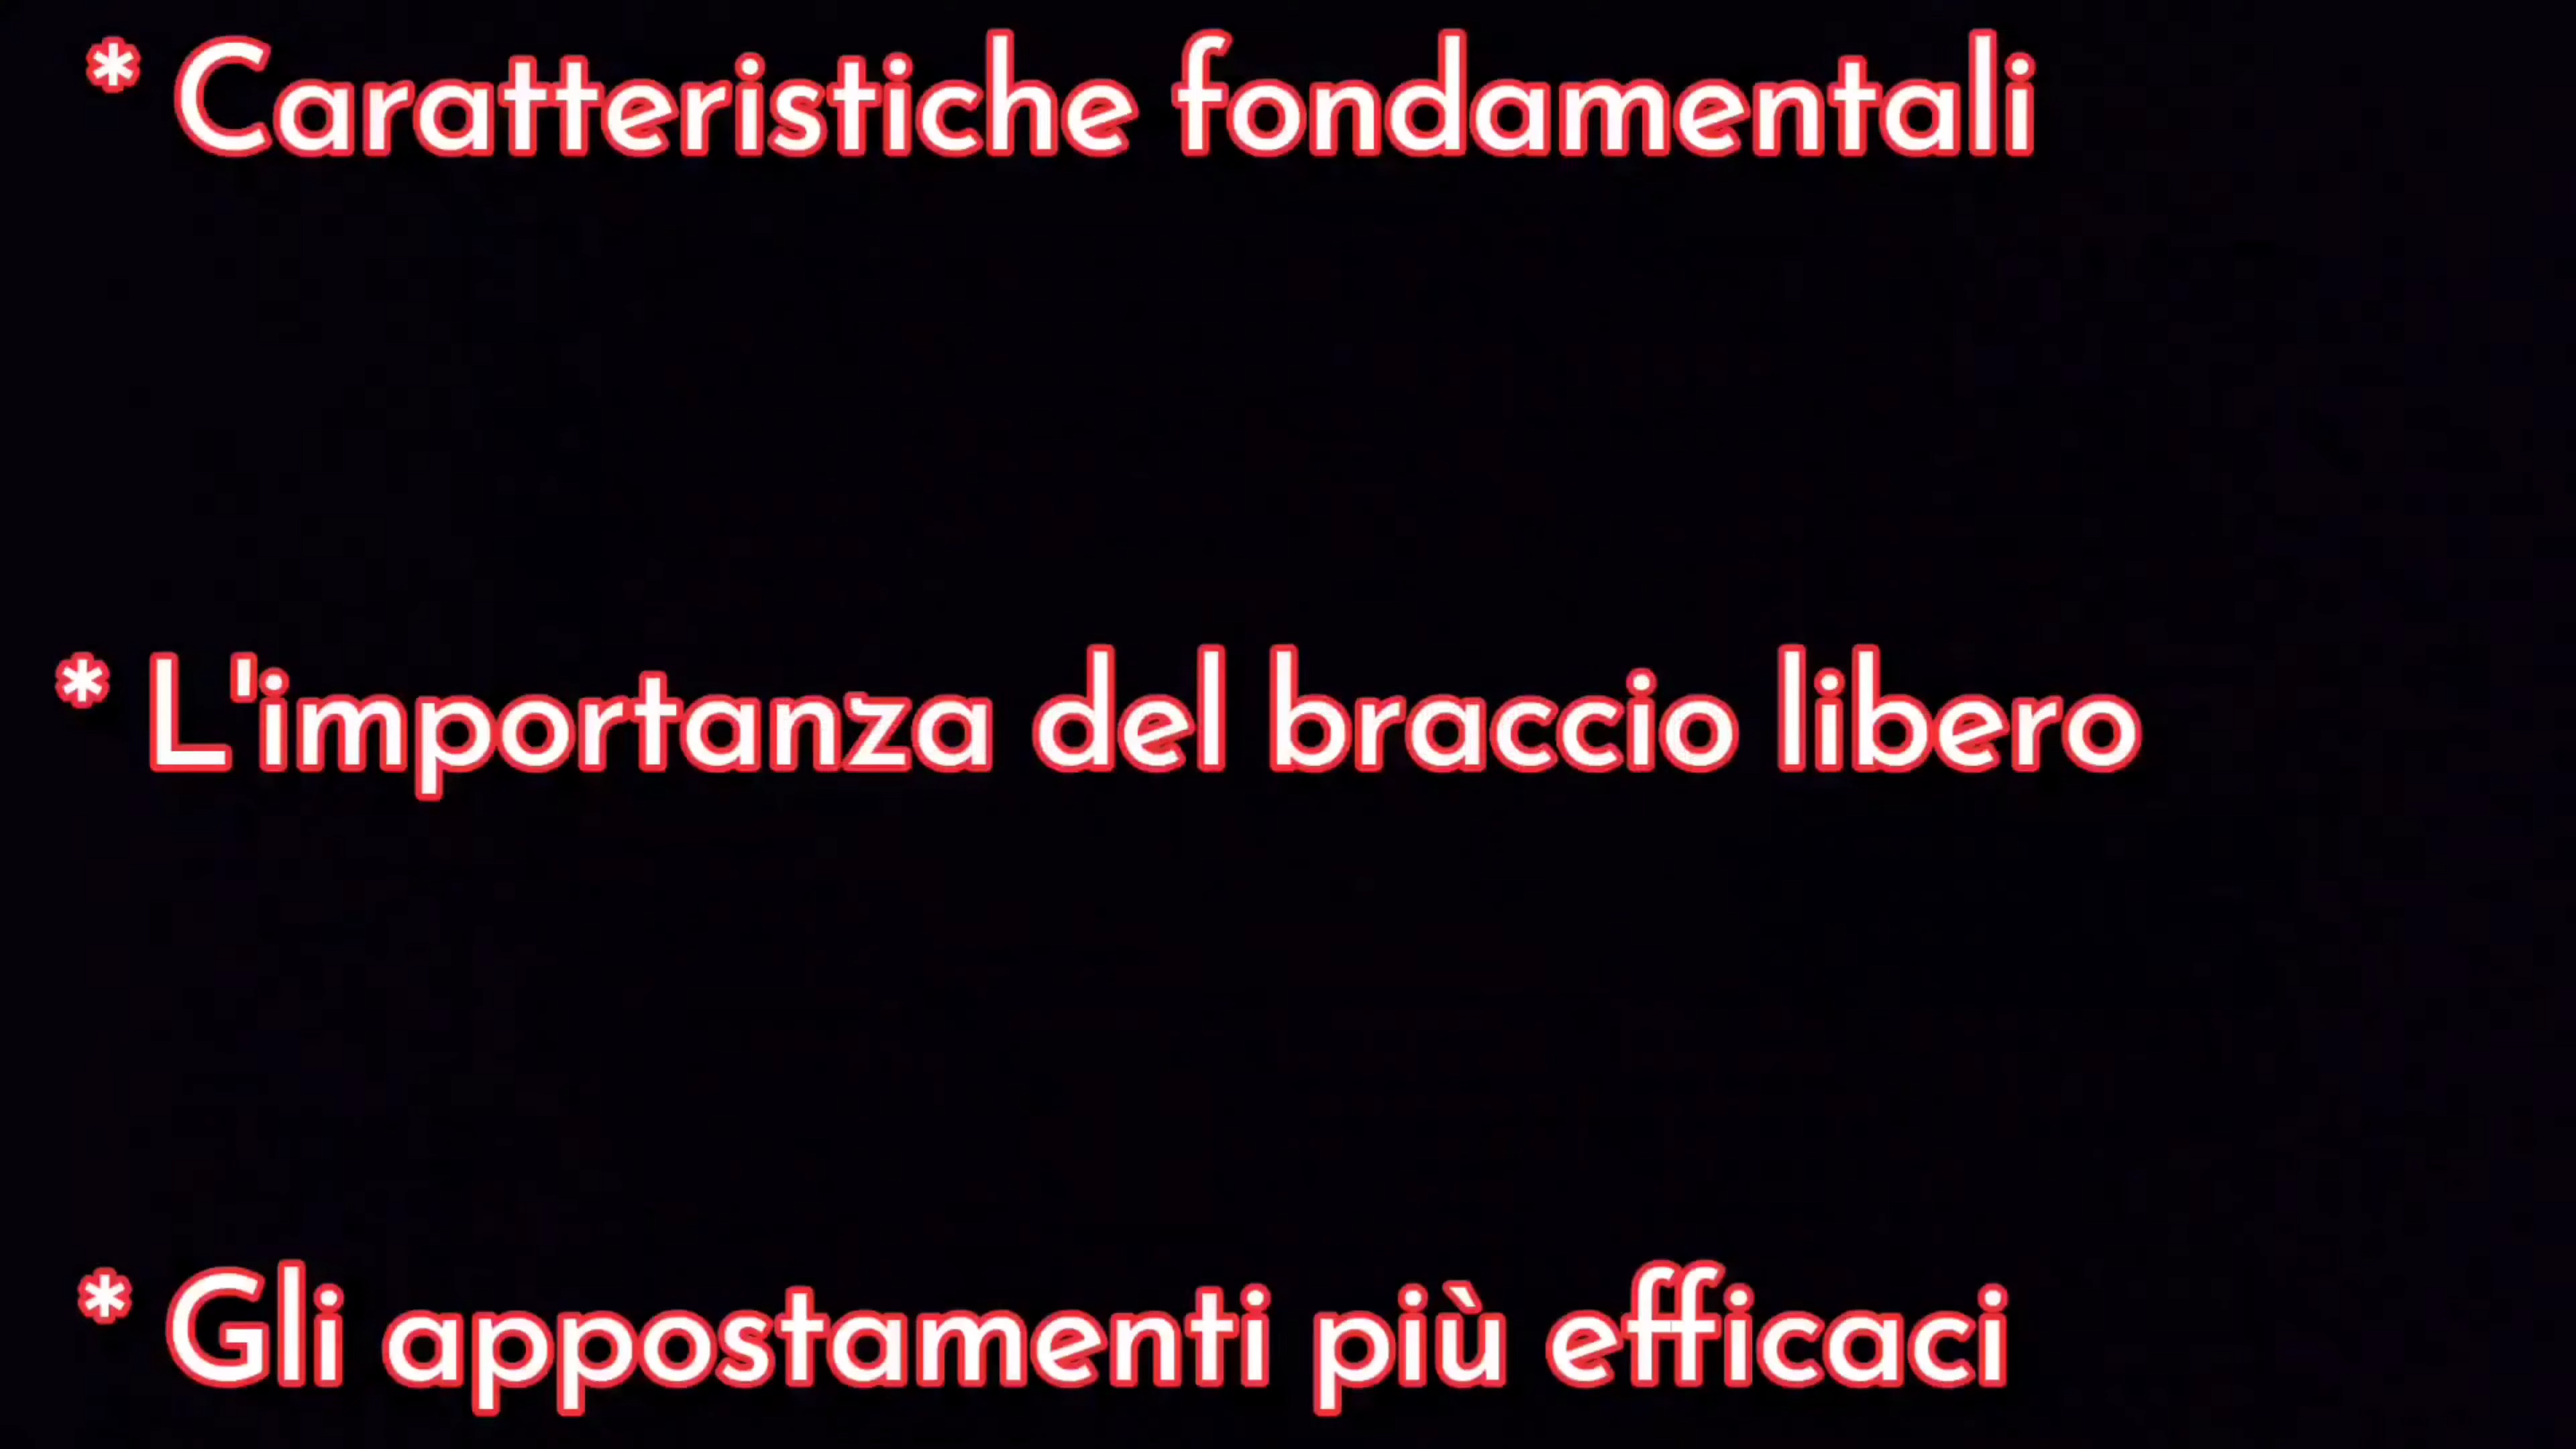 * Caratteristiche fondamentali
* L'importanza del braccio libero
* Gli appostamenti più efficaci